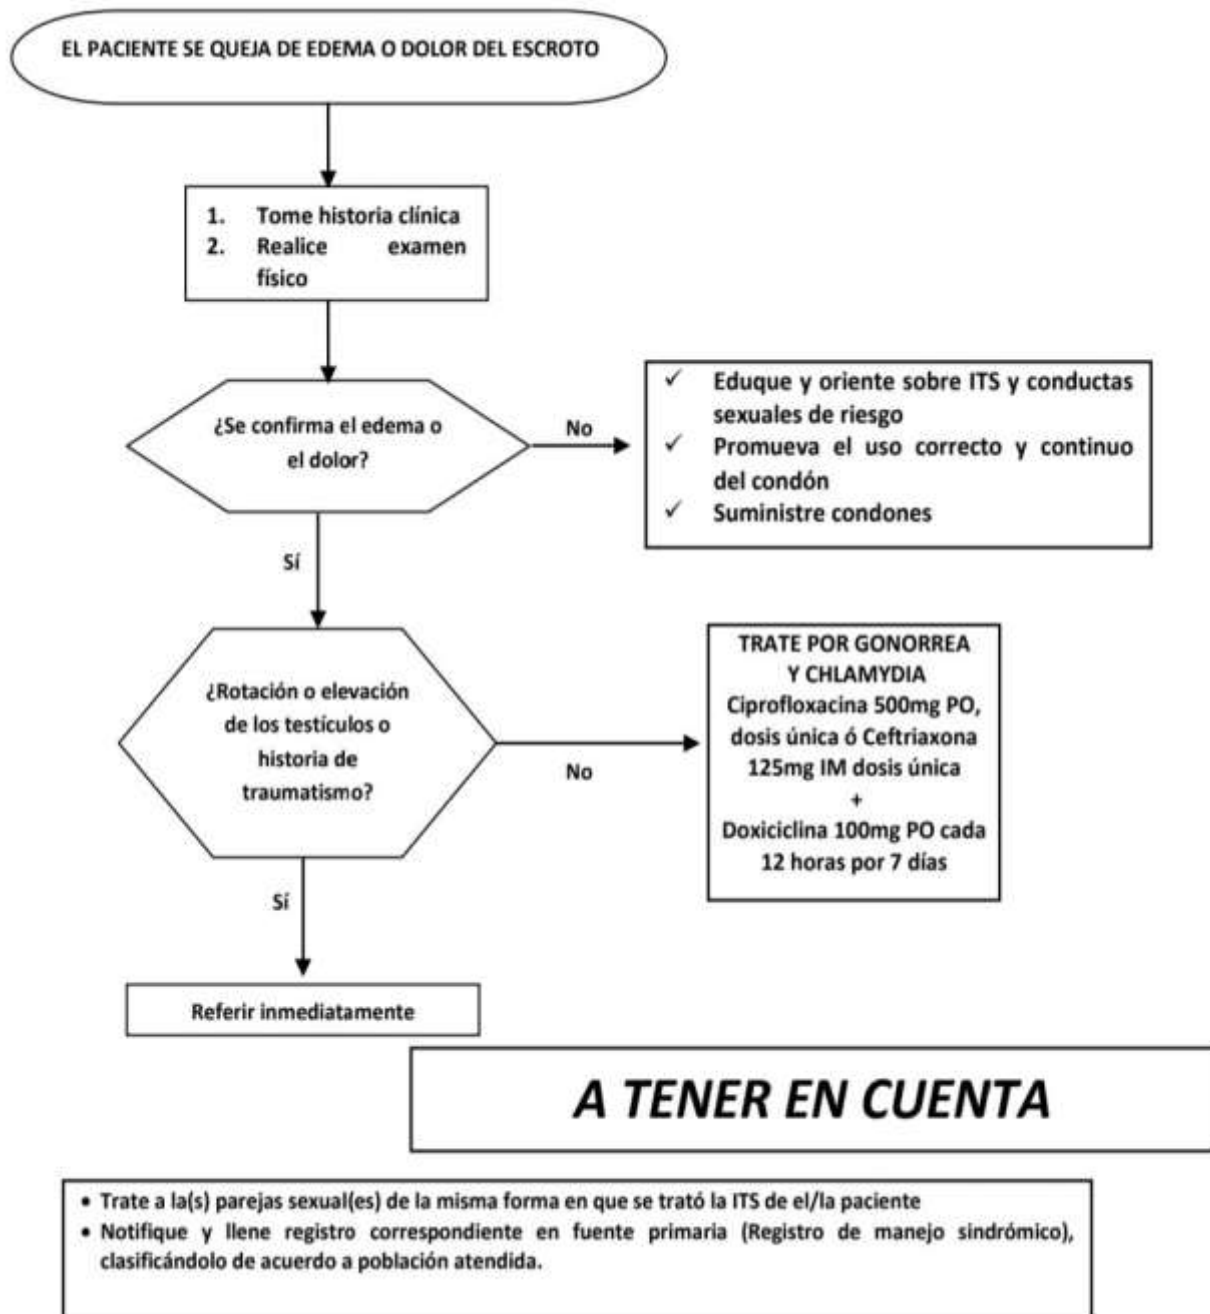 EL PACIENTE SE QUEJA DE EDEMA O DOLOR DEL ESCROTO
1. Tome historia clínica
2. Realice examen
físico
¿Se confirma el edema o
el dolor?
No
✓ Eduque y oriente sobre ITS y conductas
sexuales de riesgo
✓ Promueva el uso correcto y continuo
del condón
✓ Suministre condones
Sí
¿Rotación o elevación
de los testículos o
historia de
traumatismo?
No
TRATE POR GONORREA
Y CHLAMYDIA
Ciprofloxacina 500mg PO,
dosis única ó Ceftriaxona
125mg IM dosis única
+
Doxiciclina 100mg PO cada
12 horas por 7 días
Sí
Referir inmediatamente
A TENER EN CUENTA
• Trate a la(s) parejas sexual(es) de la misma forma en que se trató la ITS de el/la paciente
• Notifique y llene registro correspondiente en fuente primaria (Registro de manejo sindrómico),
clasificándolo de acuerdo a población atendida.